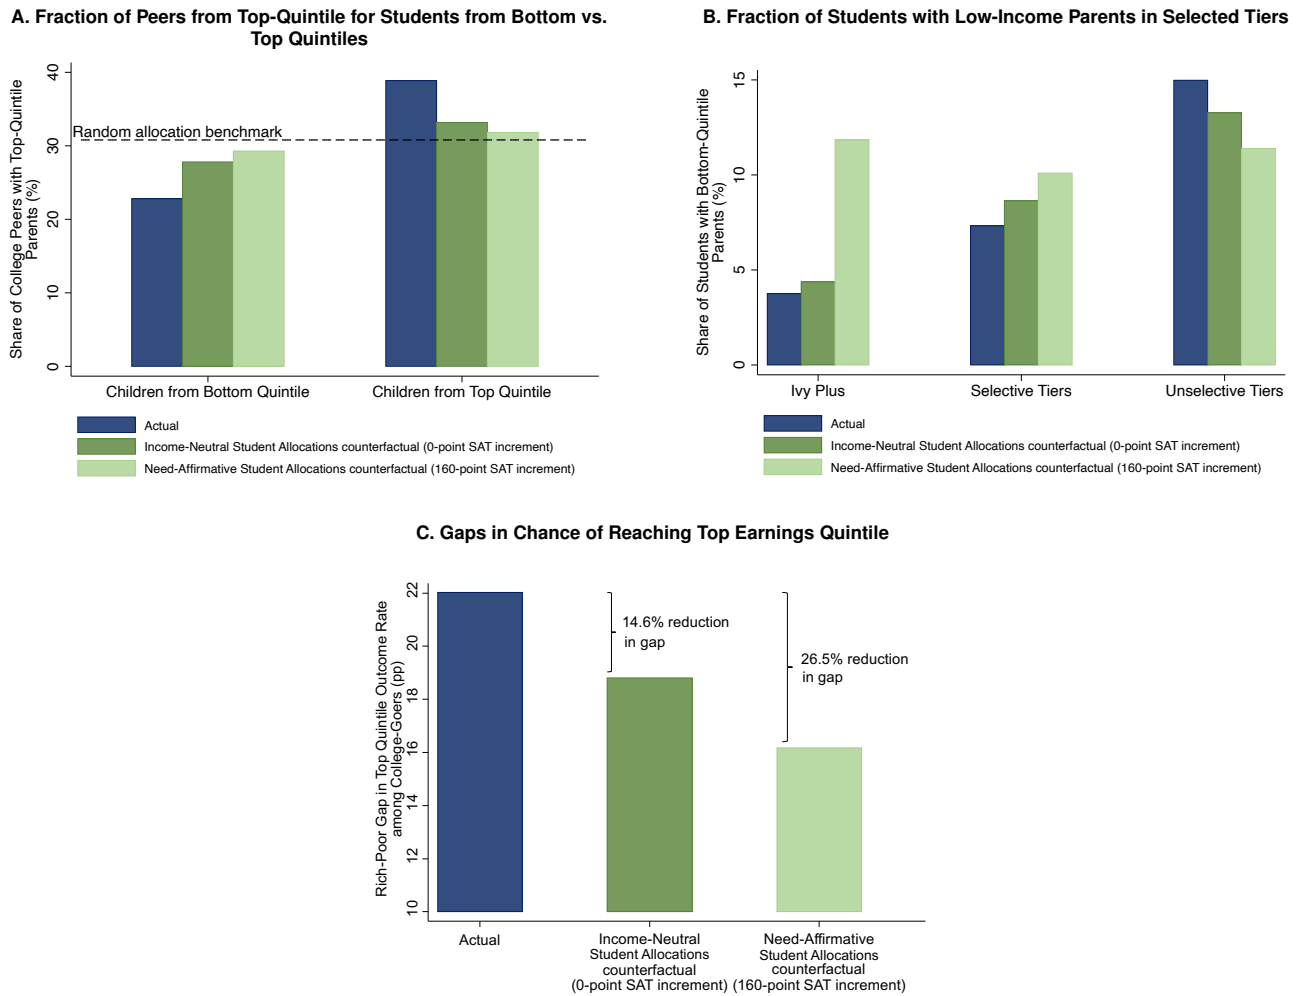 A. Fraction of Peers from Top-Quintile for Students from Bottom vs.
Top Quintiles
Share of College Peers with Top-Quintile
Parents (%)
40
30
20
10
0
Random allocation benchmark
Children from Bottom Quintile
Children from Top Quintile
Actual
Income-Neutral Student Allocations counterfactual (0-point SAT increment)
Need-Affirmative Student Allocations counterfactual (160-point SAT increment)
B. Fraction of Students with Low-Income Parents in Selected Tiers
Share of Students with Bottom-Quintile
Parents (%)
15
10
5
0
Ivy Plus
Selective Tiers
Unselective Tiers
Actual
Income-Neutral Student Allocations counterfactual (0-point SAT increment)
Need-Affirmative Student Allocations counterfactual (160-point SAT increment)
C. Gaps in Chance of Reaching Top Earnings Quintile
Rich-Poor Gap in Top Quintile Outcome Rate
among College-Goers (pp)
22
20
18
16
14
12
10
14.6% reduction
in gap
26.5% reduction
in gap
Actual
Income-Neutral
Student Allocations
counterfactual
(0-point SAT increment)
Need-Affirmative
Student Allocations
counterfactual
(160-point SAT increment)